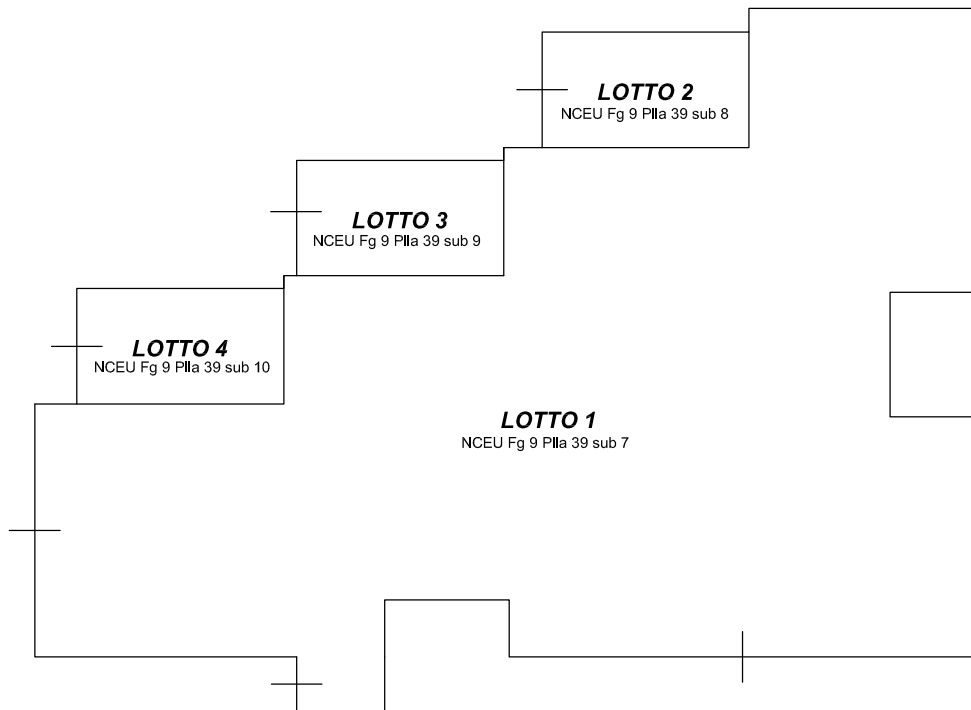 LOTTO 2
NCEU Fg 9 Plla 39 sub 8
LOTTO 3
NCEU Fg 9 Plla 39 sub 9
LOTTO 4
NCEU Fg 9 Plla 39 sub 10
LOTTO 1
NCEU Fg 9 Plla 39 sub 7